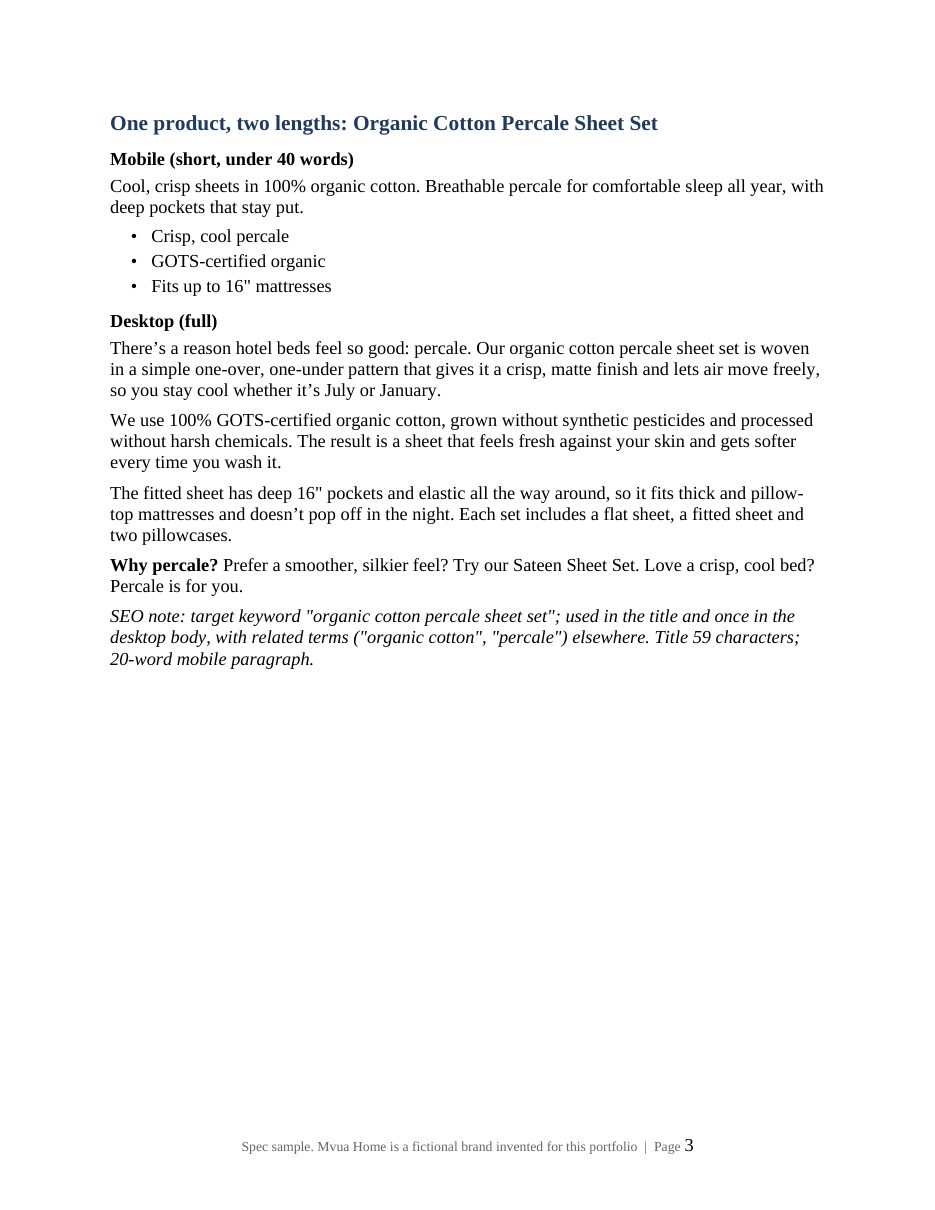 One product, two lengths: Organic Cotton Percale Sheet Set
Mobile (short, under 40 words)
Cool, crisp sheets in 100% organic cotton. Breathable percale for comfortable sleep all year, with
deep pockets that stay put.
• Crisp, cool percale
• GOTS-certified organic
• Fits up to 16" mattresses
Desktop (full)
There’s a reason hotel beds feel so good: percale. Our organic cotton percale sheet set is woven
in a simple one-over, one-under pattern that gives it a crisp, matte finish and lets air move freely,
so you stay cool whether it’s July or January.
We use 100% GOTS-certified organic cotton, grown without synthetic pesticides and processed
without harsh chemicals. The result is a sheet that feels fresh against your skin and gets softer
every time you wash it.
The fitted sheet has deep 16" pockets and elastic all the way around, so it fits thick and pillow-
top mattresses and doesn’t pop off in the night. Each set includes a flat sheet, a fitted sheet and
two pillowcases.
Why percale? Prefer a smoother, silkier feel? Try our Sateen Sheet Set. Love a crisp, cool bed?
Percale is for you.
SEO note: target keyword "organic cotton percale sheet set"; used in the title and once in the
desktop body, with related terms ("organic cotton", "percale") elsewhere. Title 59 characters;
20-word mobile paragraph.
Spec sample. Mvua Home is a fictional brand invented for this portfolio | Page 3